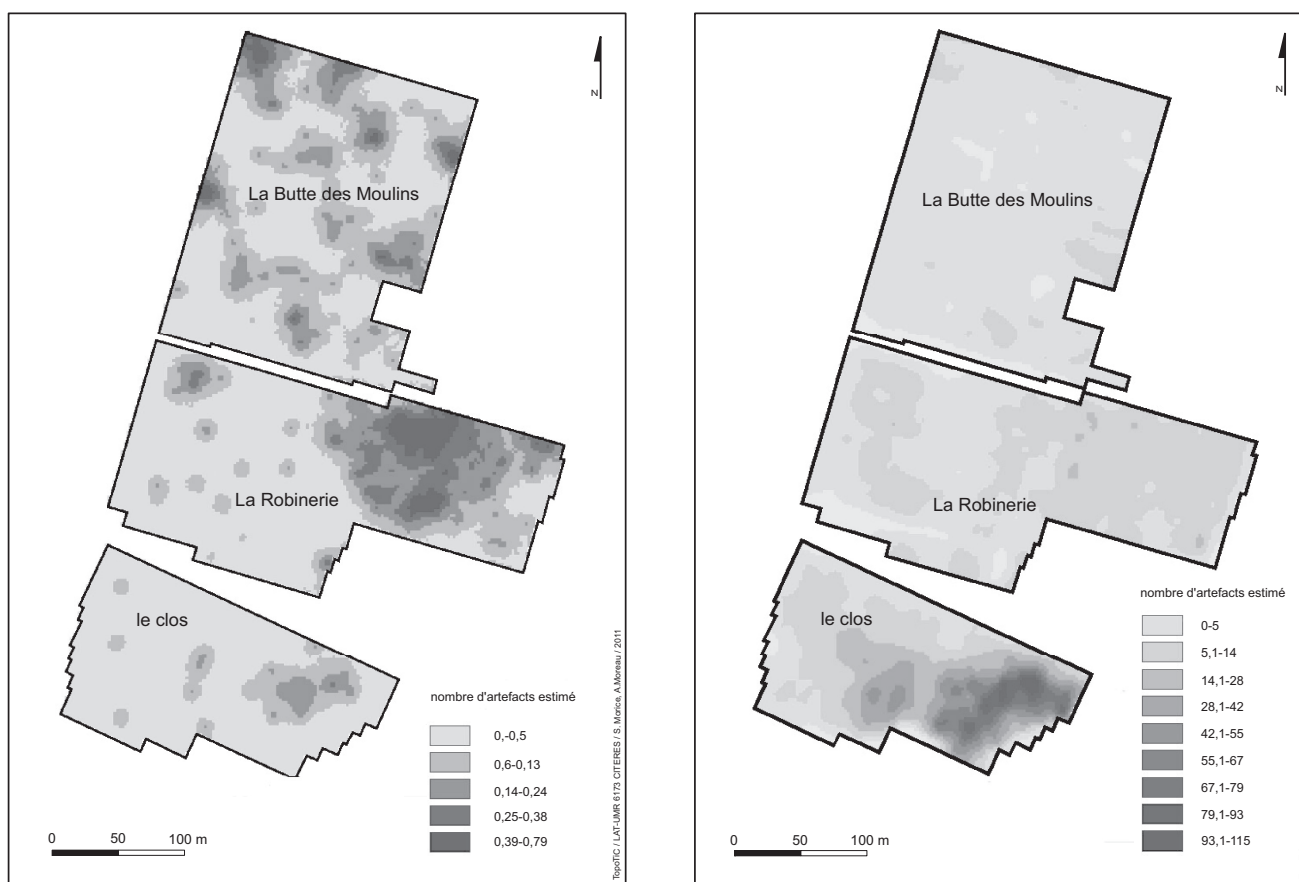 N
La Butte des Moulins
La Robinerie
le clos
nombre d'artefacts estimé
0,-0,5
0,6-0,13
0,14-0,24
0,25-0,38
0,39-0,79
0 50 100 m
TopoTiC / LAT-UMR 6173 CITERES / S. Morice, A.Moreau / 2011
N
La Butte des Moulins
La Robinerie
le clos
nombre d'artefacts estimé
0-5
5,1-14
14,1-28
28,1-42
42,1-55
55,1-67
67,1-79
79,1-93
93,1-115
0 50 100 m